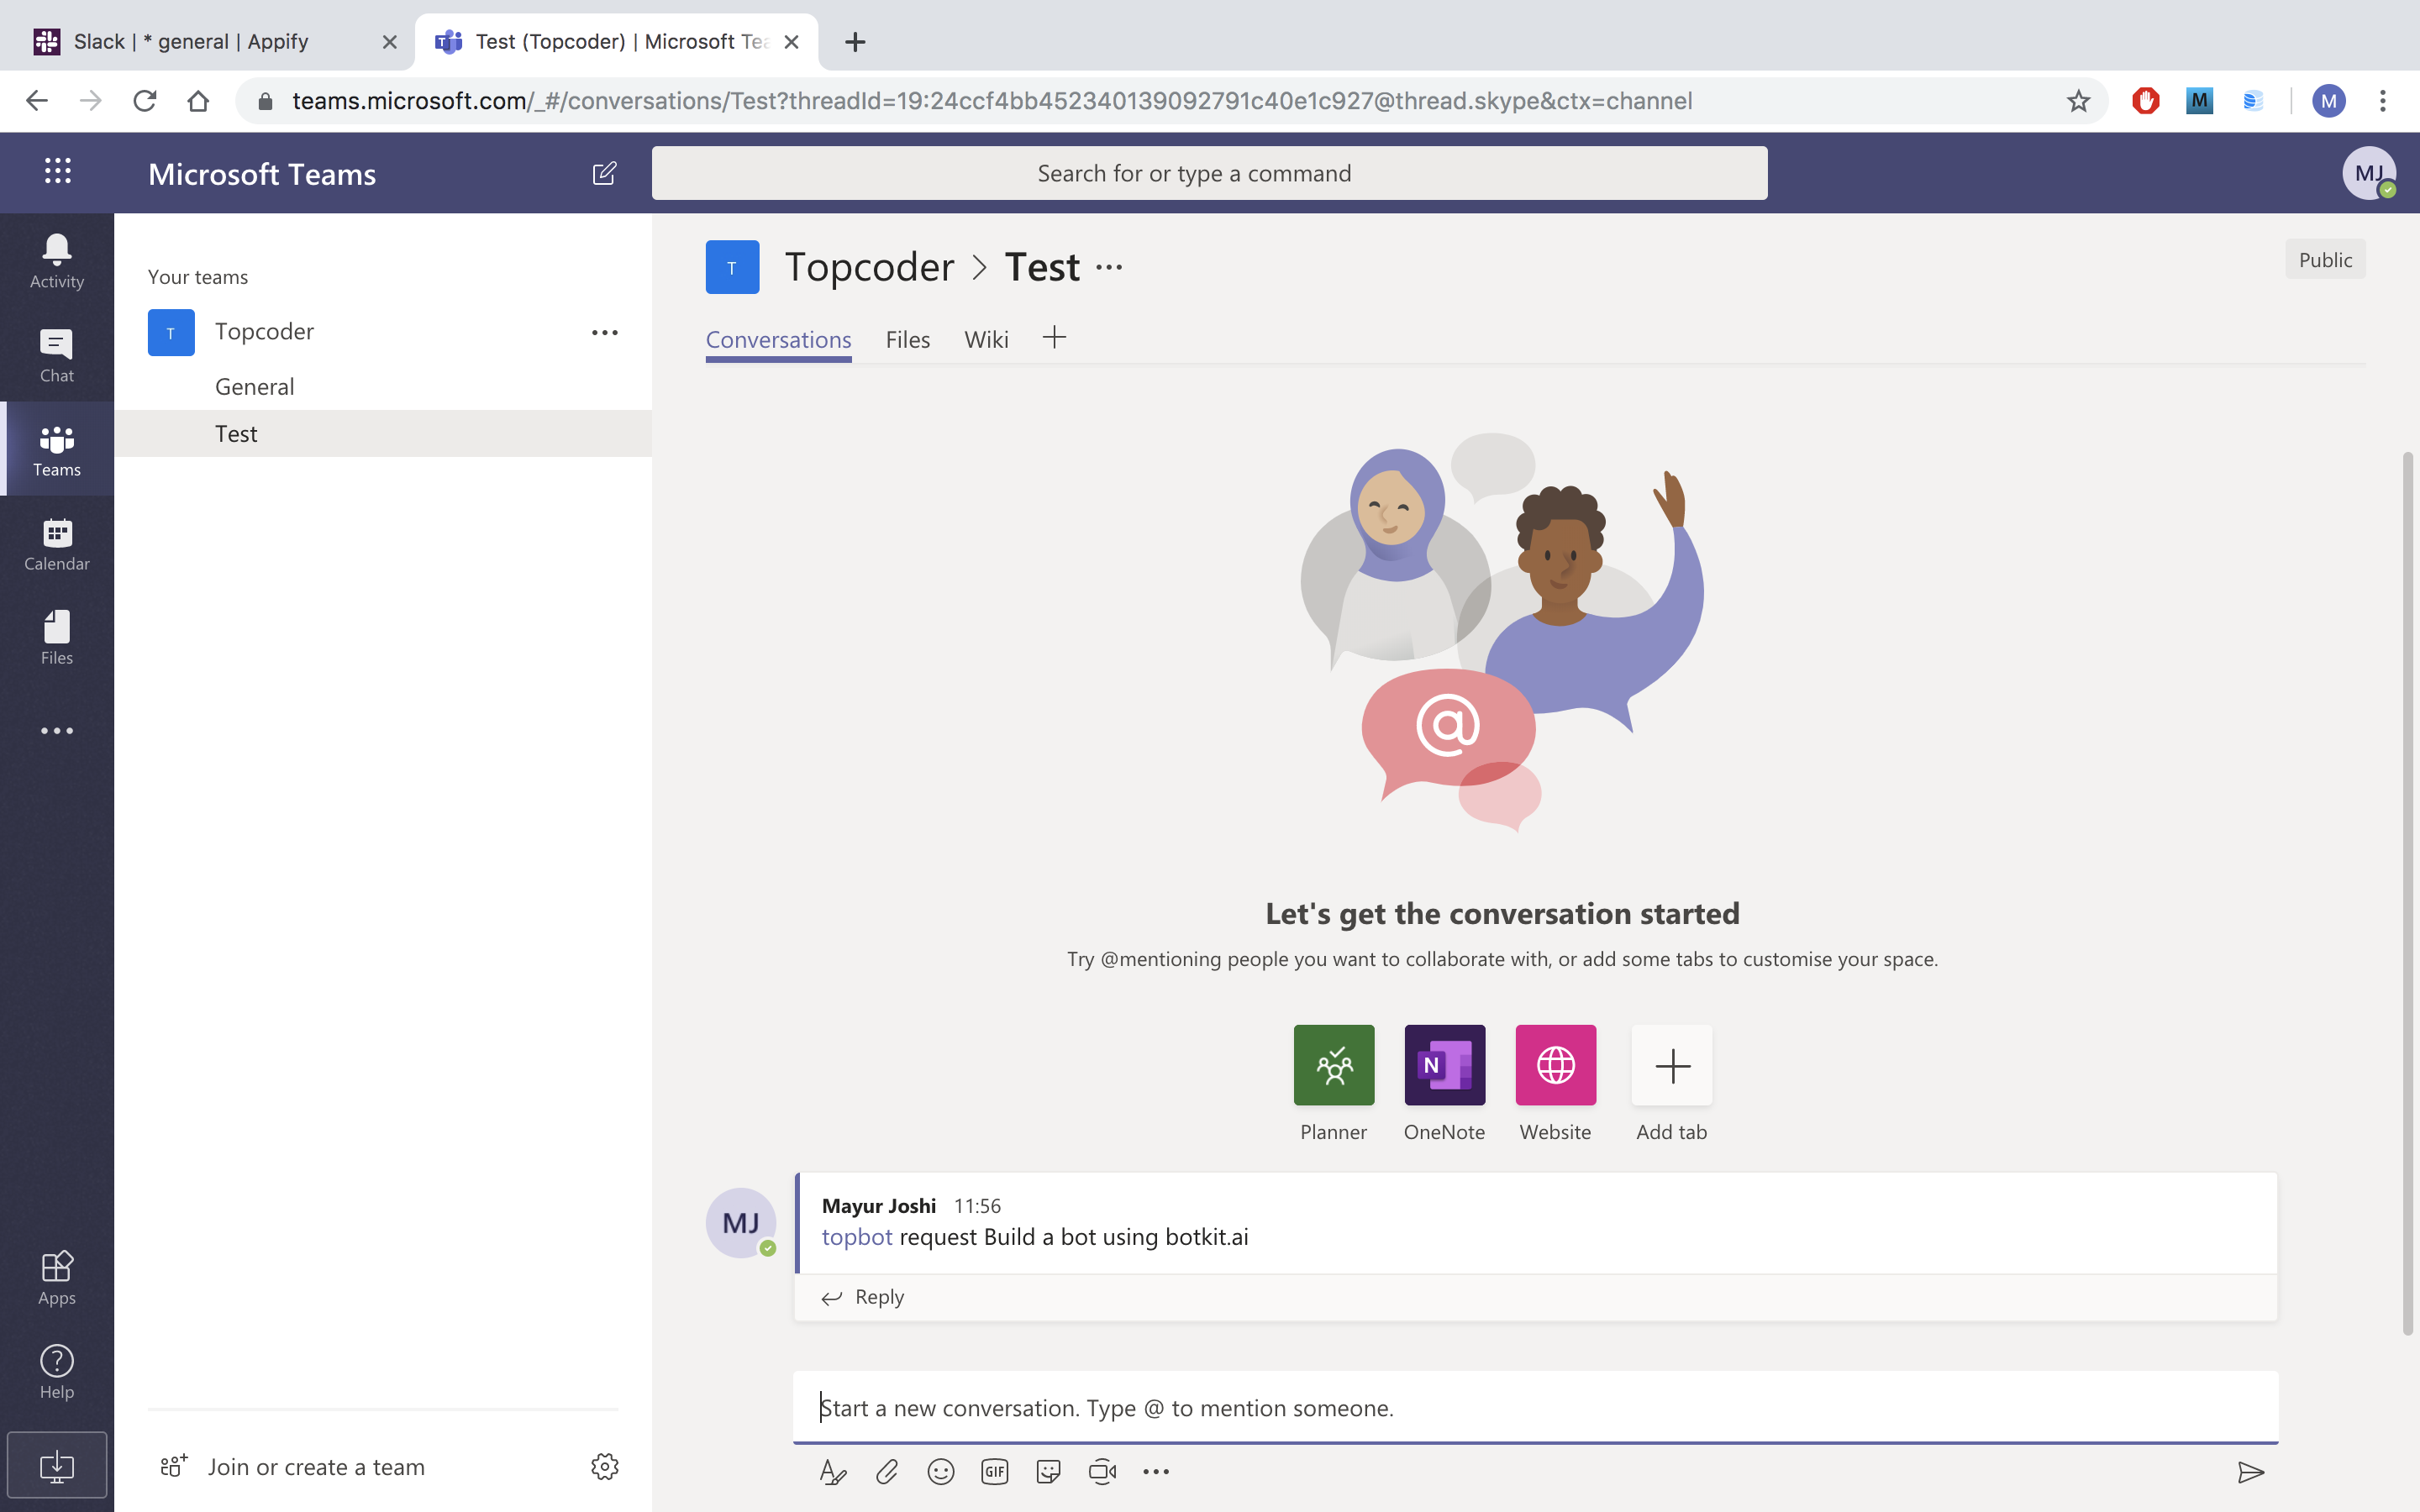 Slack | * general | Appify
Test (Topcoder) | Microsoft Tea
teams.microsoft.com/_#/conversations/Test?threadId=19:24ccf4bb452340139092791c40e1c927@thread.skype&ctx=channel
M
M
Microsoft Teams
Search for or type a command
MJ
Activity
Chat
Teams
Calendar
Files
Apps
Help
Your teams
T Topcoder
General
Test
Join or create a team
T Topcoder > Test
Public
Conversations Files Wiki
@
Let's get the conversation started
Try @mentioning people you want to collaborate with, or add some tabs to customise your space.
N
Planner OneNote Website Add tab
MJ
Mayur Joshi 11:56
topbot request Build a bot using botkit.ai
Reply
Start a new conversation. Type @ to mention someone.
GIF